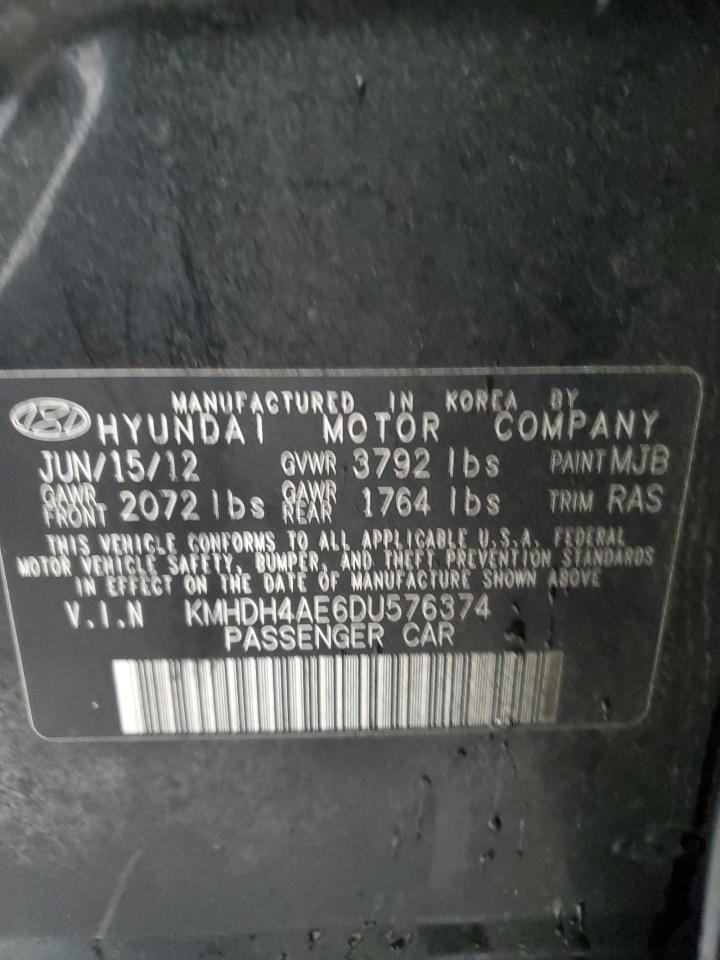 MANUFACTURED IN KOREA BY
HYUNDAI MOTOR COMPANY
JUN/15/12 GVWR 3792 lbs PAINT MJB
GAWR FRONT 2072 lbs GAWR REAR 1764 lbs TRIM RAS
THIS VEHICLE CONFORMS TO ALL APPLICABLE U.S.A. FEDERAL
MOTOR VEHICLE SAFETY, BUMPER, AND THEFT PREVENTION STANDARDS
IN EFFECT ON THE DATE OF MANUFACTURE SHOWN ABOVE
V.I.N KMHDH4AE6DU576374
PASSENGER CAR